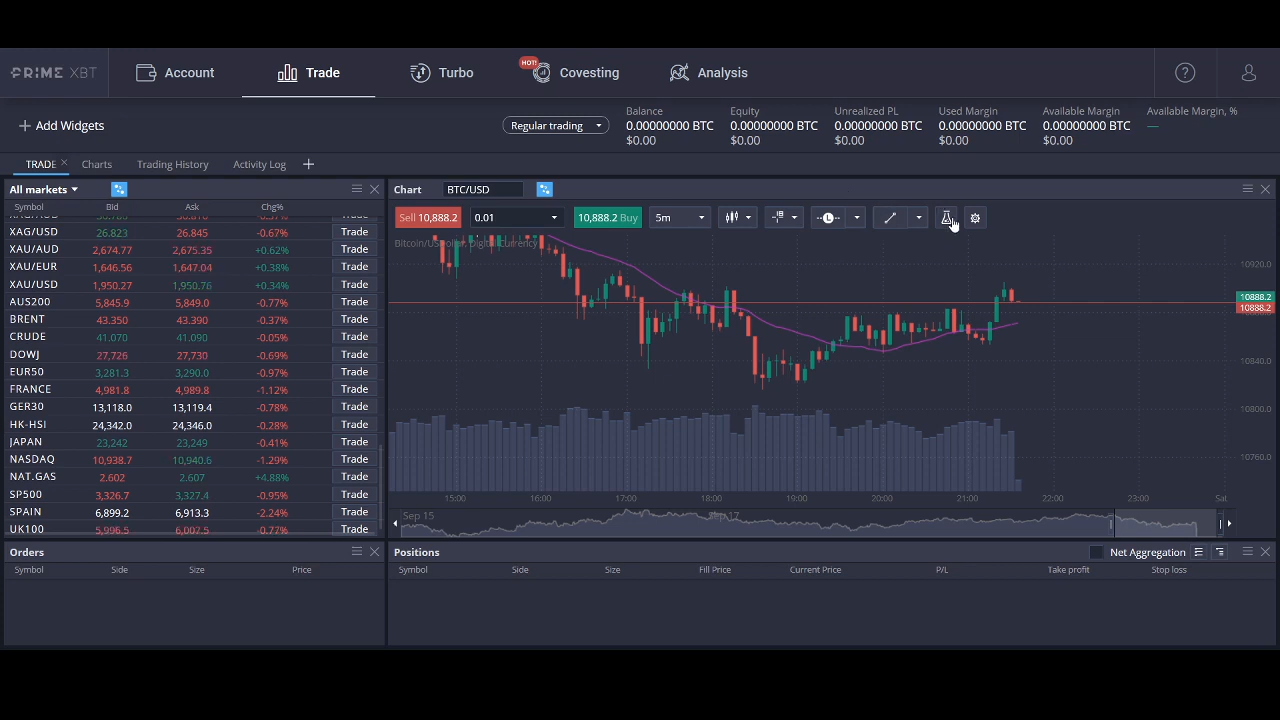 PRIME XBT Account Trade Turbo HOT! Covesting Analysis ?
+ Add Widgets Regular trading
Balance Equity Unrealized PL Used Margin Available Margin Available Margin, %
0.00000000 BTC 0.00000000 BTC 0.00000000 BTC 0.00000000 BTC 0.00000000 BTC —
$0.00 $0.00 $0.00 $0.00 $0.00
TRADE Charts Trading History Activity Log +
All markets
Symbol Bid Ask Chg%
XAG/USD 26.823 26.845 -0.67% Trade
XAU/AUD 2,674.77 2,675.35 +0.62% Trade
XAU/EUR 1,646.56 1,647.04 +0.38% Trade
XAU/USD 1,950.27 1,950.76 +0.34% Trade
AUS200 5,845.9 5,849.0 -0.77% Trade
BRENT 43.350 43.390 -0.37% Trade
CRUDE 41.070 41.090 -0.05% Trade
DOWJ 27,726 27,730 -0.69% Trade
EUR50 3,281.3 3,290.0 -0.97% Trade
FRANCE 4,981.8 4,989.8 -1.12% Trade
GER30 13,118.0 13,119.4 -0.78% Trade
HK-HSI 24,342.0 24,346.0 -0.28% Trade
JAPAN 23,242 23,249 -0.41% Trade
NASDAQ 10,938.7 10,940.6 -1.29% Trade
NAT.GAS 2.602 2.607 +4.88% Trade
SP500 3,326.7 3,327.4 -0.95% Trade
SPAIN 6,899.2 6,913.3 -2.24% Trade
UK100 5,996.5 6,007.5 -0.77% Trade
Chart BTC/USD
Sell 10,888.2 0.01 10,888.2 Buy 5m L
Bitcoin/US Dollar, Digital currency
10920.0
10888.2
10888.2
10840.0
10800.0
10760.0
15:00 16:00 17:00 18:00 19:00 20:00 21:00 22:00 23:00 Sat
Sep 15 Sep 17
Orders
Symbol Side Size Price
Positions Net Aggregation
Symbol Side Size Fill Price Current Price P/L Take profit Stop loss